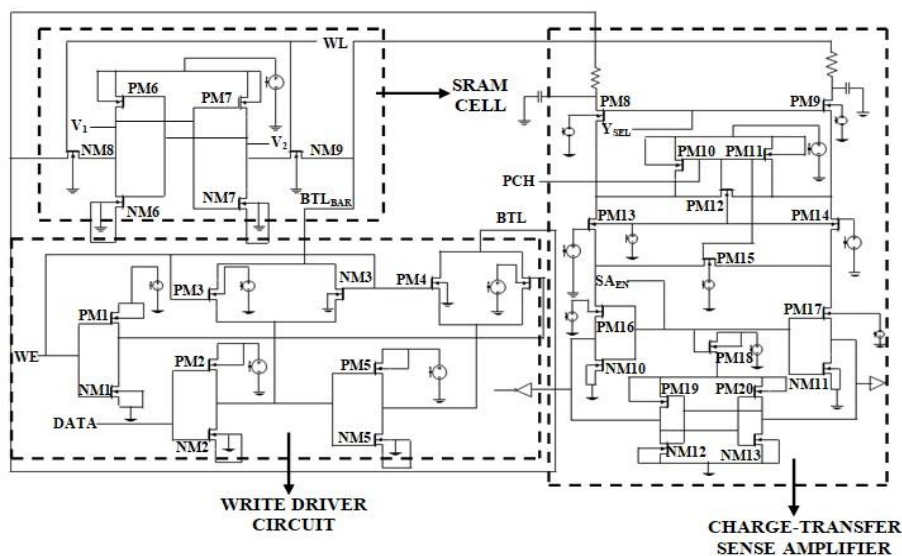 WL
PM6
PM7
SRAM
CELL
V1
V2
NM8
NM9
NM6
NM7
BTLBAR
BTL
PM8
PM9
YSEL
PM10
PM11
PCH
PM12
PM13
PM14
PM15
SAEN
PM17
PM16
PM18
NM10
NM11
PM19
PM20
NM12
NM13
PM3
NM3
PM4
PM1
WE
PM2
PM5
NM1
DATA
NM2
NM5
WRITE DRIVER
CIRCUIT
CHARGE-TRANSFER
SENSE AMPLIFIER